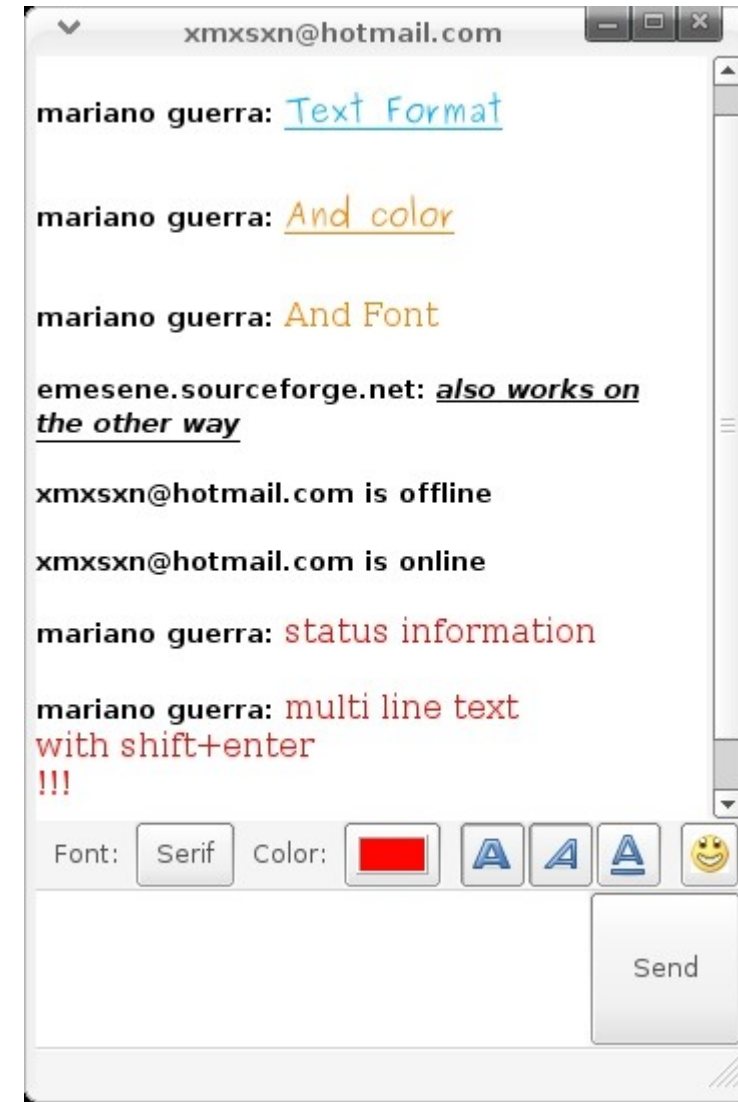 xmxsxn@hotmail.com
mariano guerra: Text Format
mariano guerra: And color
mariano guerra: And Font
emesene.sourceforge.net: also works on
the other way
xmxsxn@hotmail.com is offline
xmxsxn@hotmail.com is online
mariano guerra: status information
mariano guerra: multi line text
with shift+enter
!!!
Font: Serif Color: A A A
Send